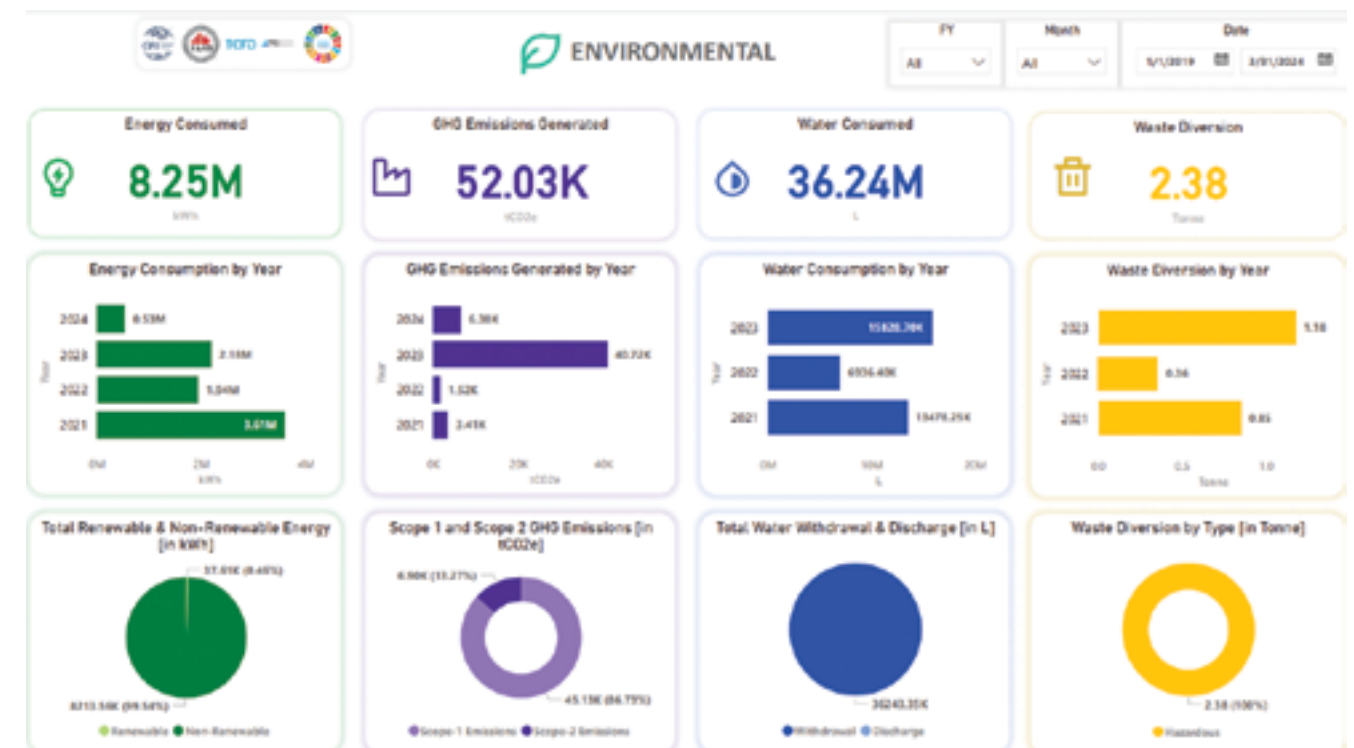 ENVIRONMENTAL
FY
All
Month
All
Date
Energy Consumed
8.25M
kWh
GHG Emissions Generated
52.03K
tCO2e
Water Consumed
36.24M
L
Waste Diversion
2.38
Tonne
Energy Consumption by Year
Year
2024
0.53M
2023
2022
2021
3.61M
0M
2M
4M
kWh
GHG Emissions Generated by Year
Year
2024
2023
40.72K
2022
1.52K
2021
3.41K
0K
20K
40K
tCO2e
Water Consumption by Year
Year
2023
2022
2021
0M
10M
20M
L
Waste Diversion by Year
Year
2023
1.18
2022
0.36
2021
0.85
0.0
0.5
1.0
Tonne
Total Renewable & Non-Renewable Energy
[in kWh]
Renewable
Non-Renewable
Scope 1 and Scope 2 GHG Emissions [in
tCO2e]
6.90K (13.27%)
Scope-1 Emissions
Scope-2 Emissions
Total Water Withdrawal & Discharge [in L]
36243.35K
Withdrawal
Discharge
Waste Diversion by Type [in Tonne]
2.38 (100%)
Hazardous